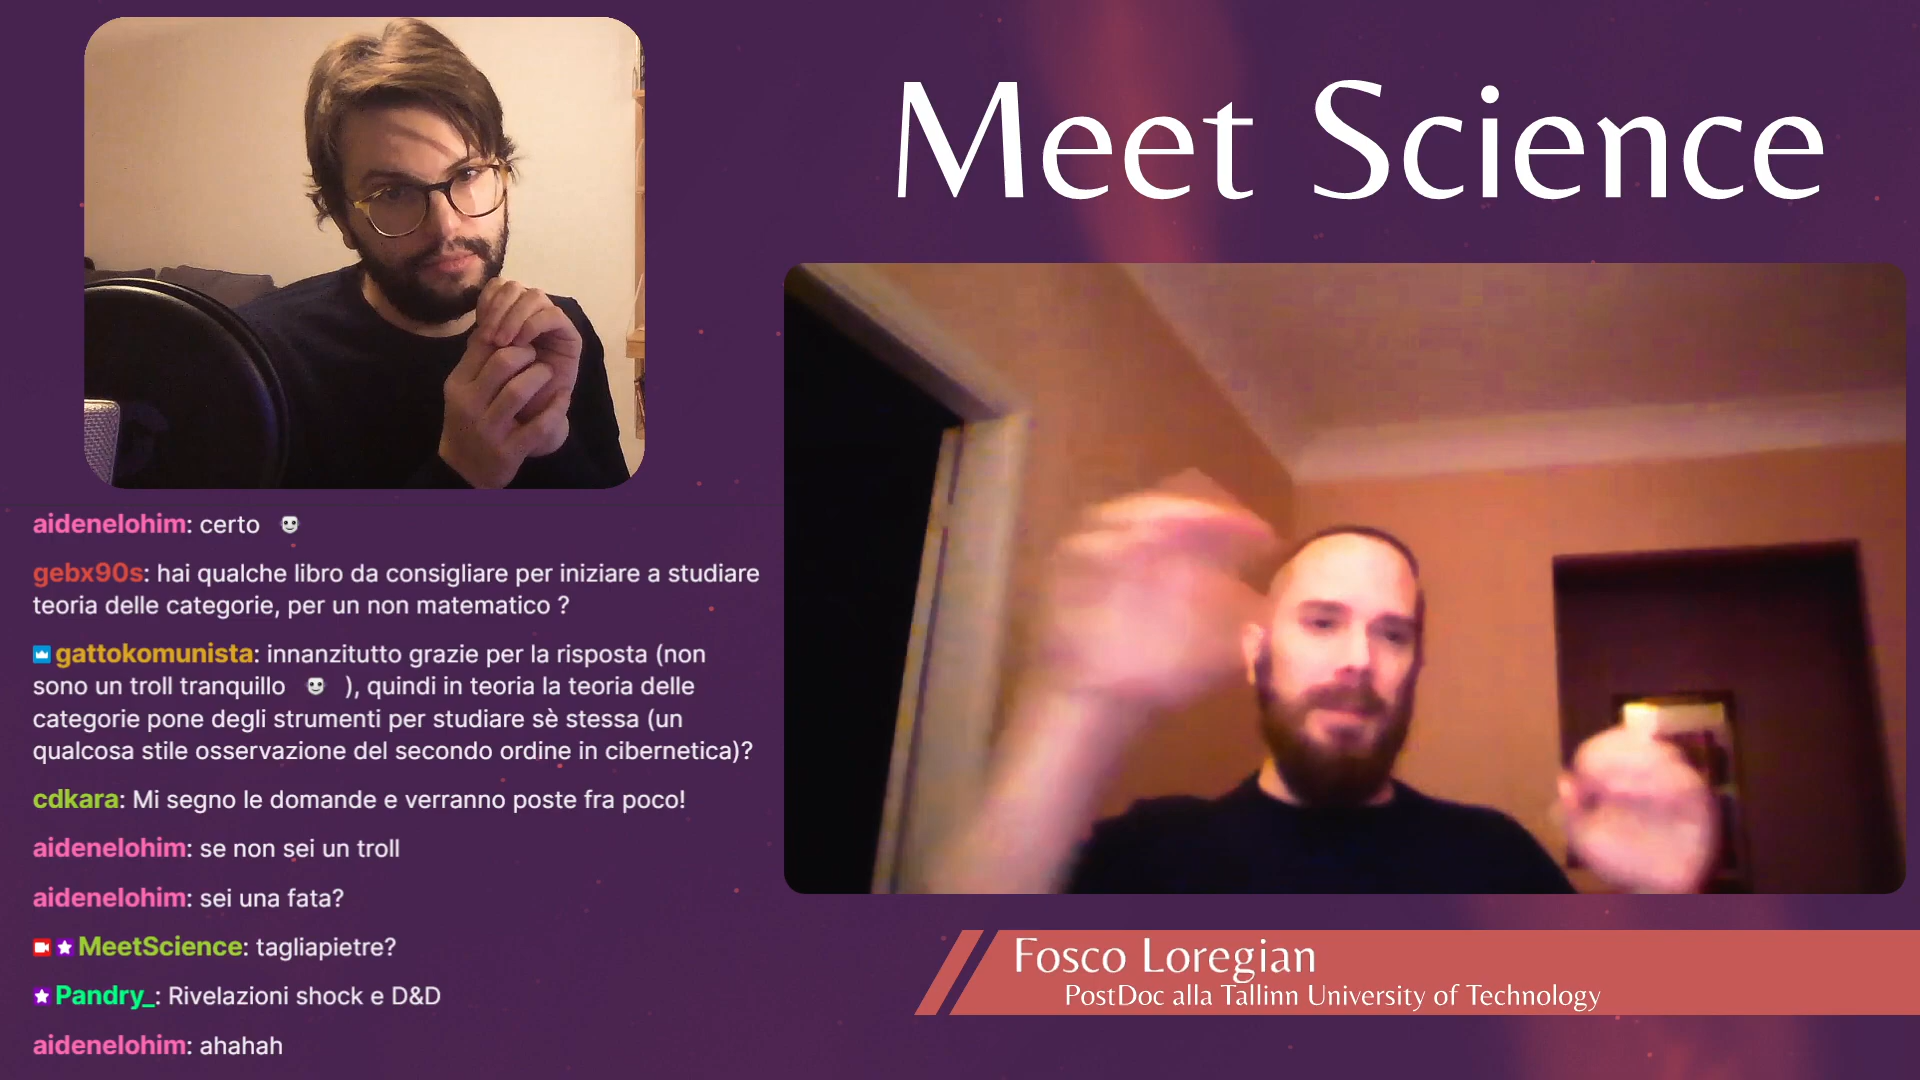 Meet Science
aidenelohim: certo
gebx90s: hai qualche libro da consigliare per iniziare a studiare
teoria delle categorie, per un non matematico ?
gattokomunista: innanzitutto grazie per la risposta (non
sono un troll tranquillo ), quindi in teoria la teoria delle
categorie pone degli strumenti per studiare sè stessa (un
qualcosa stile osservazione del secondo ordine in cibernetica)?
cdkara: Mi segno le domande e verranno poste fra poco!
aidenelohim: se non sei un troll
aidenelohim: sei una fata?
MeetScience: tagliapietre?
Pandry_: Rivelazioni shock e D&D
aidenelohim: ahahah
Fosco Loregian
PostDoc alla Tallinn University of Technology